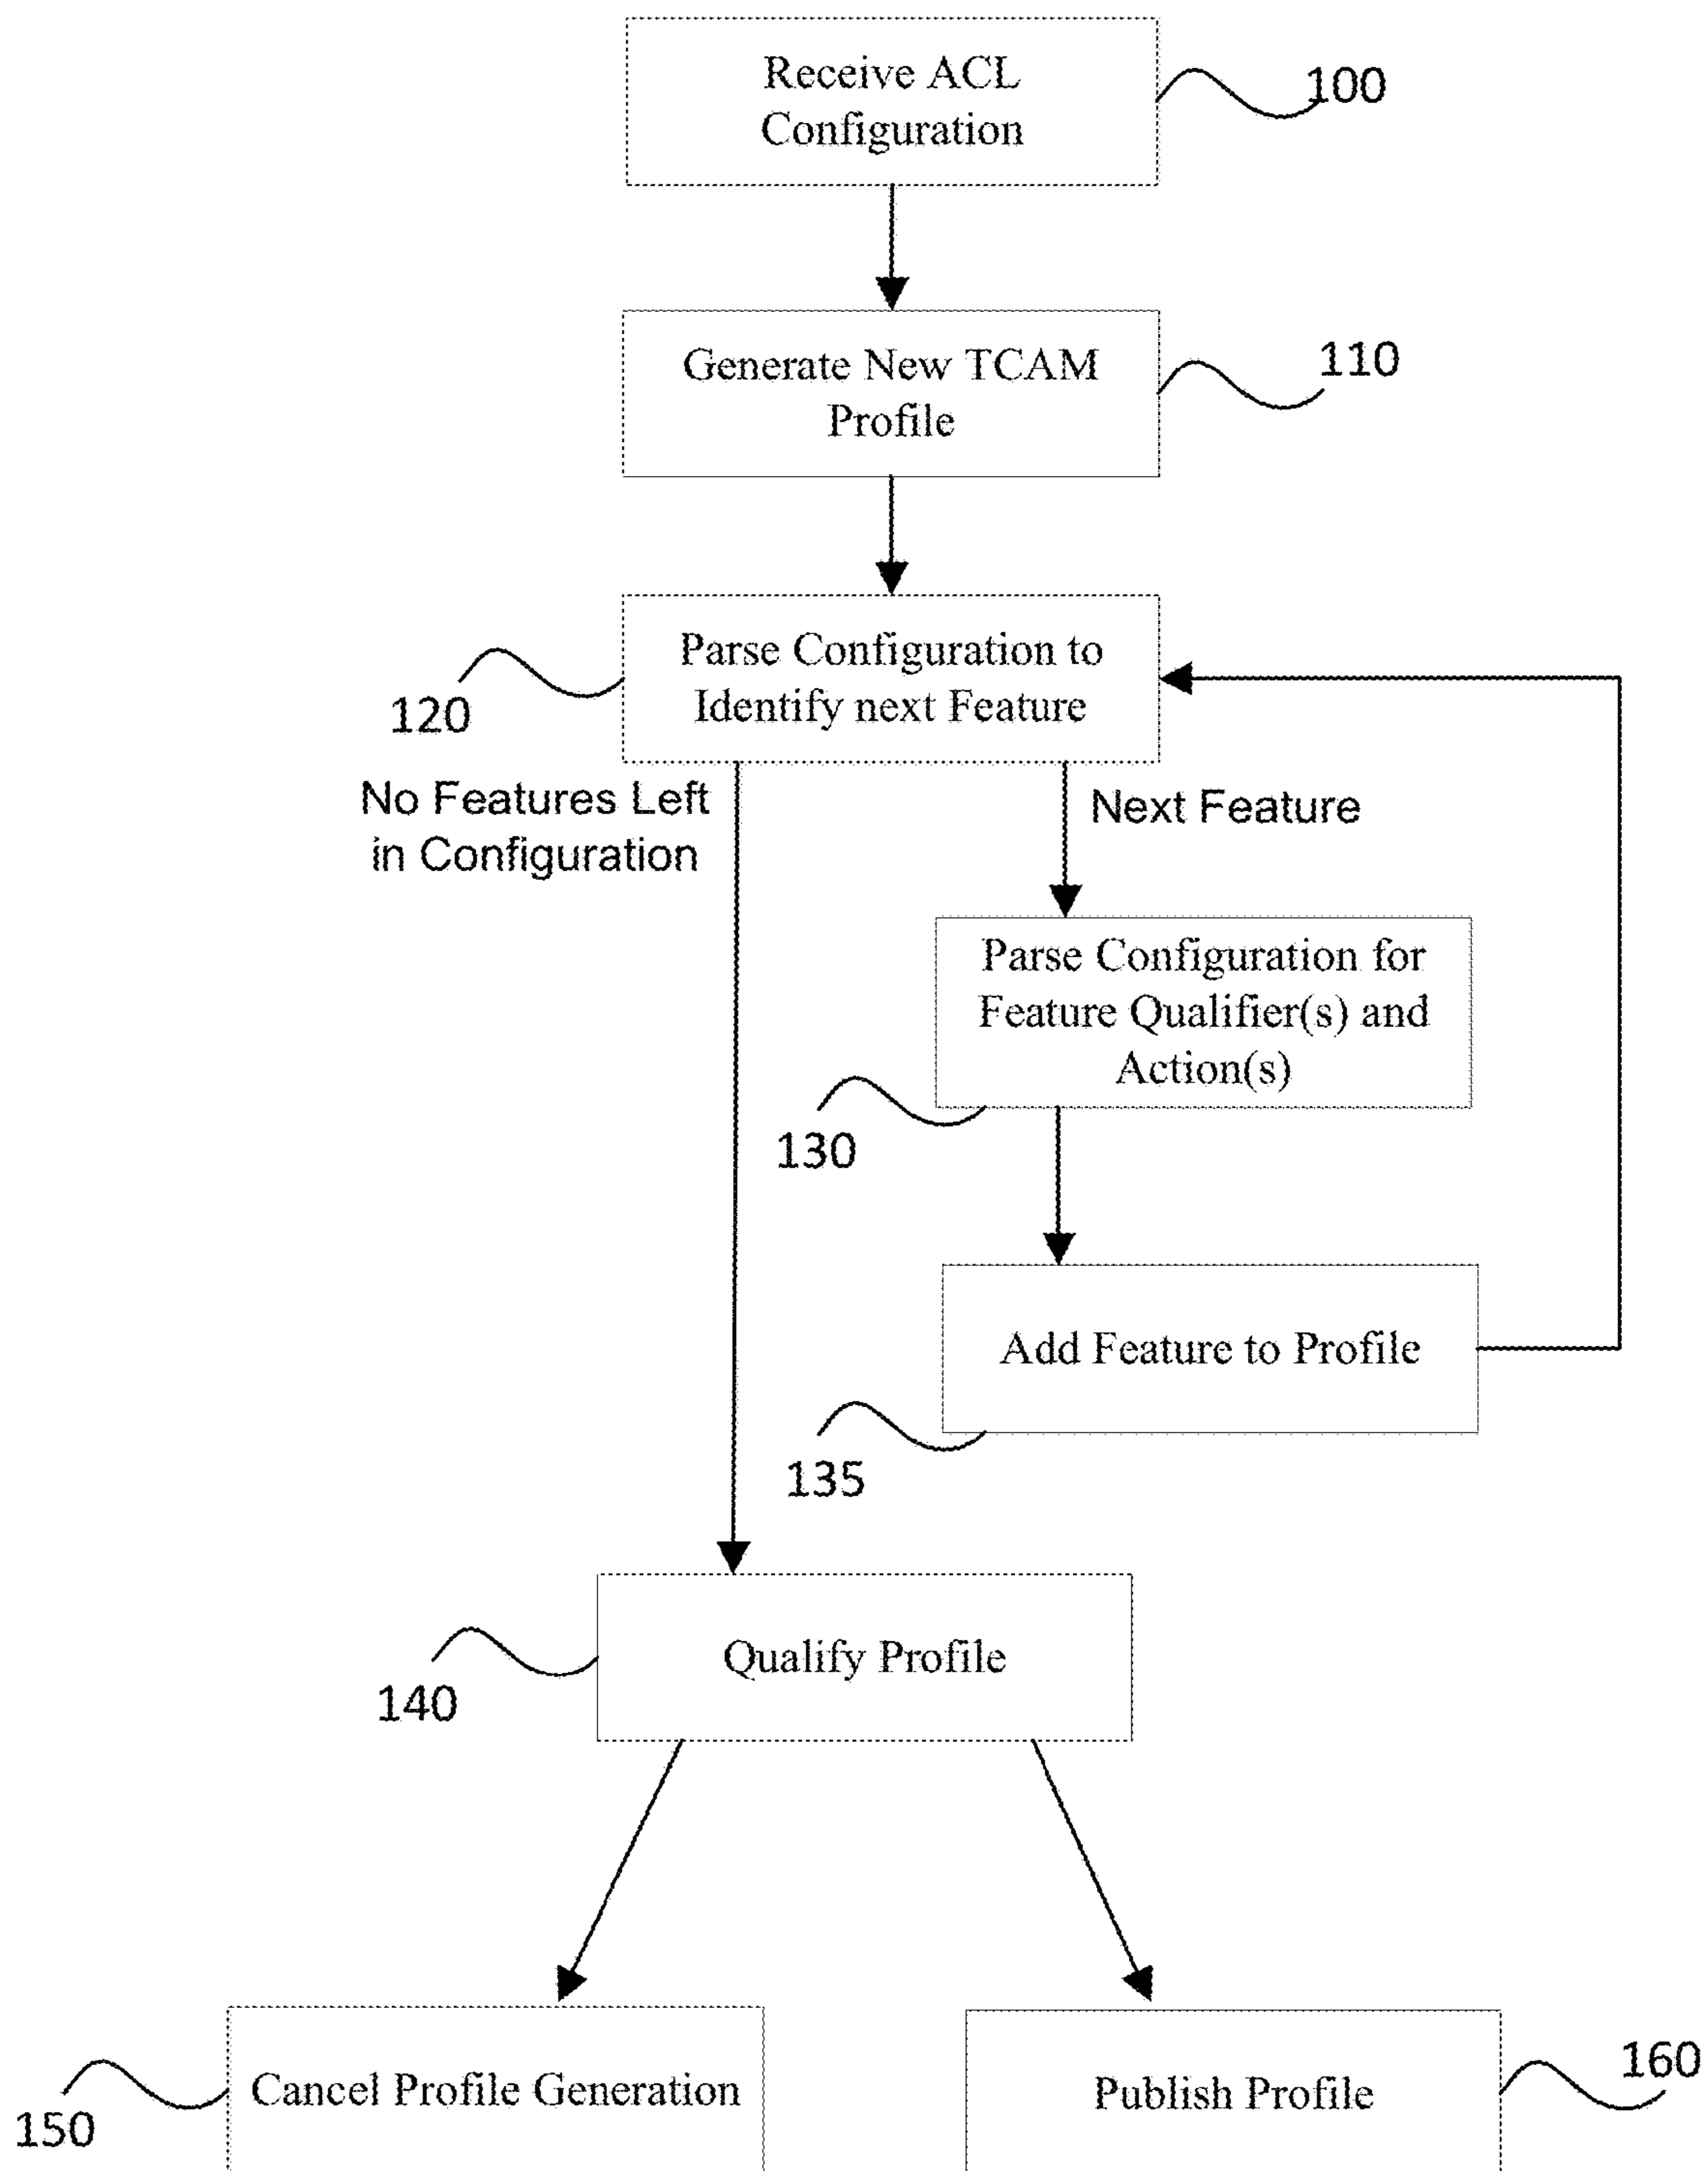 Receive ACL
Configuration
100
Generate New TCAM
Profile
110
Parse Configuration to
Identify next Feature
120
No Features Left
in Configuration
Next Feature
Parse Configuration for
Feature Qualifier(s) and
Action(s)
130
Add Feature to Profile
135
Qualify Profile
140
Cancel Profile Generation
150
Publish Profile
160